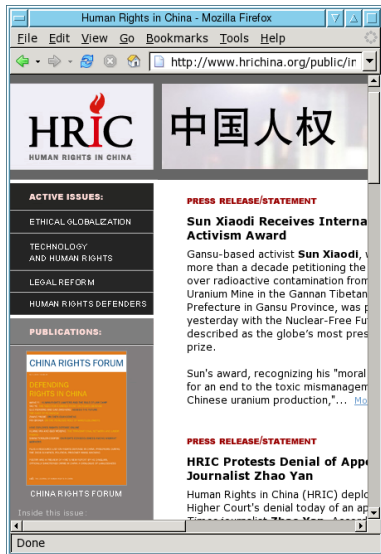 Human Rights in China - Mozilla Firefox
File Edit View Go Bookmarks Tools Help
http://www.hrichina.org/public/in
HRIC
HUMAN RIGHTS IN CHINA
中国人权
ACTIVE ISSUES:
ETHICAL GLOBALIZATION
TECHNOLOGY
AND HUMAN RIGHTS
LEGAL REFORM
HUMAN RIGHTS DEFENDERS
PUBLICATIONS:
CHINA RIGHTS FORUM
DEFENDING
RIGHTS IN CHINA
CHINA RIGHTS FORUM
Inside this issue:
PRESS RELEASE/STATEMENT
Sun Xiaodi Receives Interna
Activism Award
Gansu-based activist Sun Xiaodi,
more than a decade petitioning the
over radioactive contamination from
Uranium Mine in the Gannan Tibetan
Prefecture in Gansu Province, was p
yesterday with the Nuclear-Free Fu
described as the globe's most pres
prize.
Sun's award, recognizing his "moral
for an end to the toxic mismanagem
Chinese uranium production,"... Mo
PRESS RELEASE/STATEMENT
HRIC Protests Denial of Appe
Journalist Zhao Yan
Human Rights in China (HRIC) deplo
Higher Court's denial today of an ap
Done